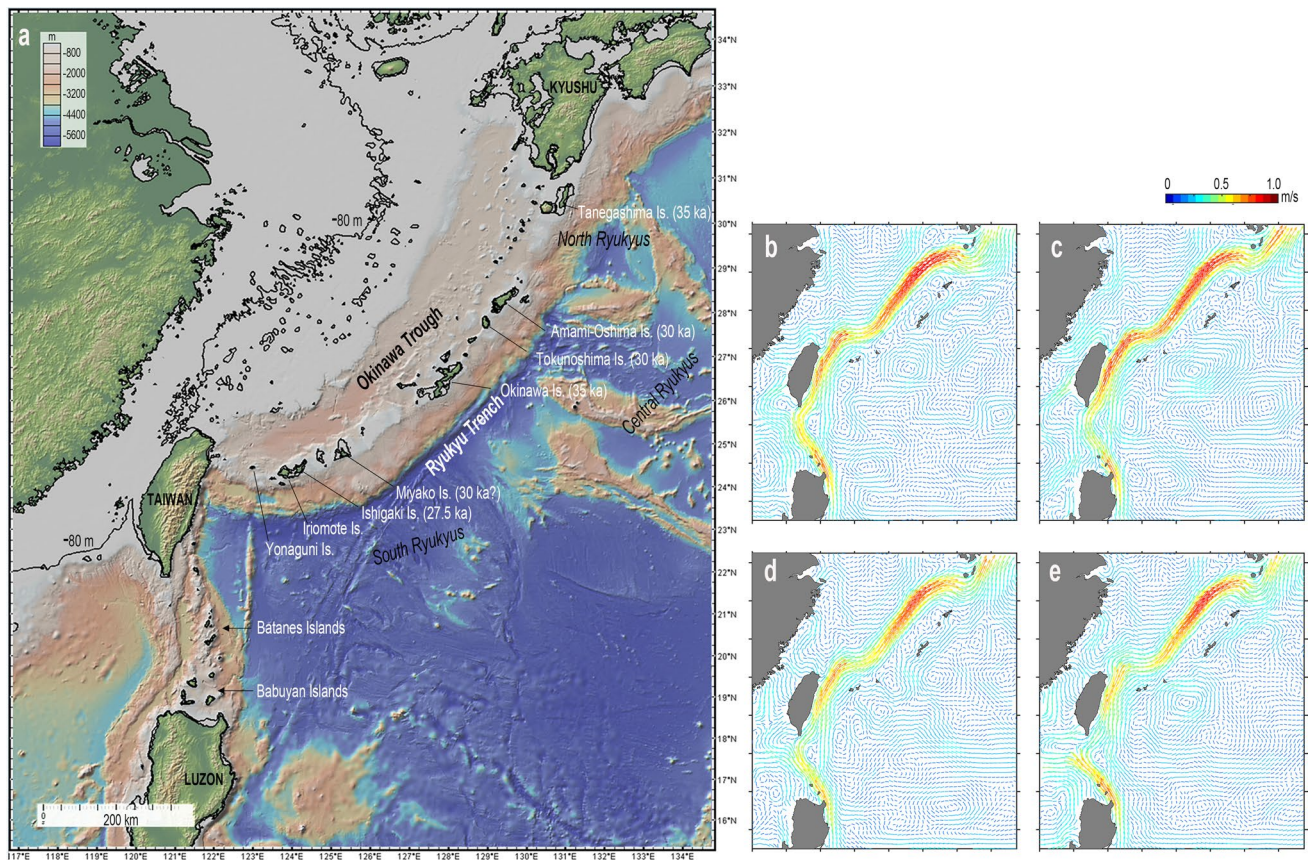 a
m
-800
-2000
-3200
-4400
-5600
34°N
33°N
32°N
31°N
30°N
29°N
28°N
27°N
26°N
25°N
24°N
23°N
22°N
21°N
20°N
19°N
18°N
17°N
16°N
KYUSHU
-80 m
Tanegashima Is. (35 ka)
North Ryukyus
Okinawa Trough
Amami-Oshima Is. (30 ka)
Tokunoshima Is. (30 ka)
Okinawa Is. (35 ka)
Central Ryukyus
Ryukyu Trench
Miyako Is. (30 ka?)
Ishigaki Is. (27.5 ka)
Iriomote Is.
South Ryukyus
Yonaguni Is.
TAIWAN
-80 m
Batanes Islands
Babuyan Islands
LUZON
0
200 km
117°E 118°E 119°E 120°E 121°E 122°E 123°E 124°E 125°E 126°E 127°E 128°E 129°E 130°E 131°E 132°E 133°E 134°E
0 0.5 1.0
m/s
b
c
d
e